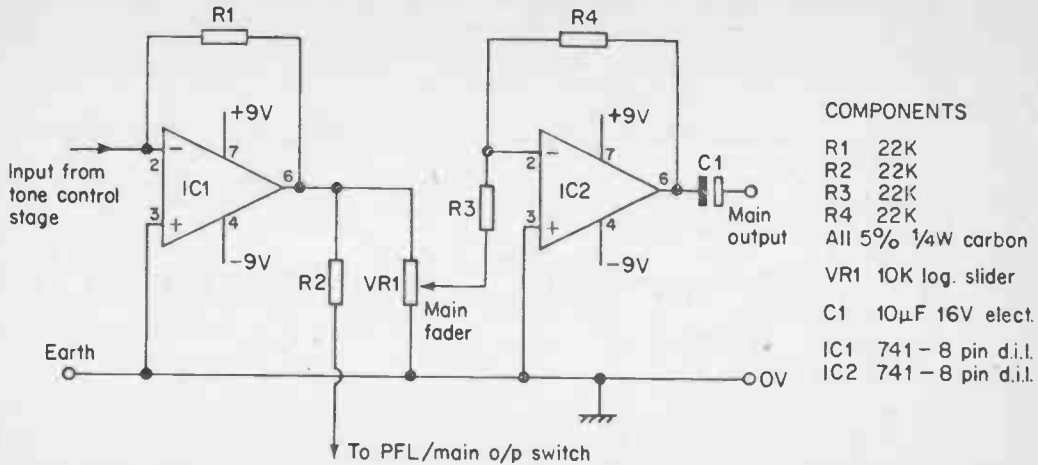 R1
R4
+9V
+9V
2
−
7
IC1
6
3
+
4
−9V
Input from
tone control
stage
2
−
7
IC2
6
3
+
4
−9V
C1
Main
output
R3
R2
VR1
Main
fader
Earth
0V
To PFL/main o/p switch
COMPONENTS
R1 22K
R2 22K
R3 22K
R4 22K
All 5% 1/4W carbon
VR1 10K log. slider
C1 10µF 16V elect.
IC1 741 – 8 pin d.i.l.
IC2 741 – 8 pin d.i.l.